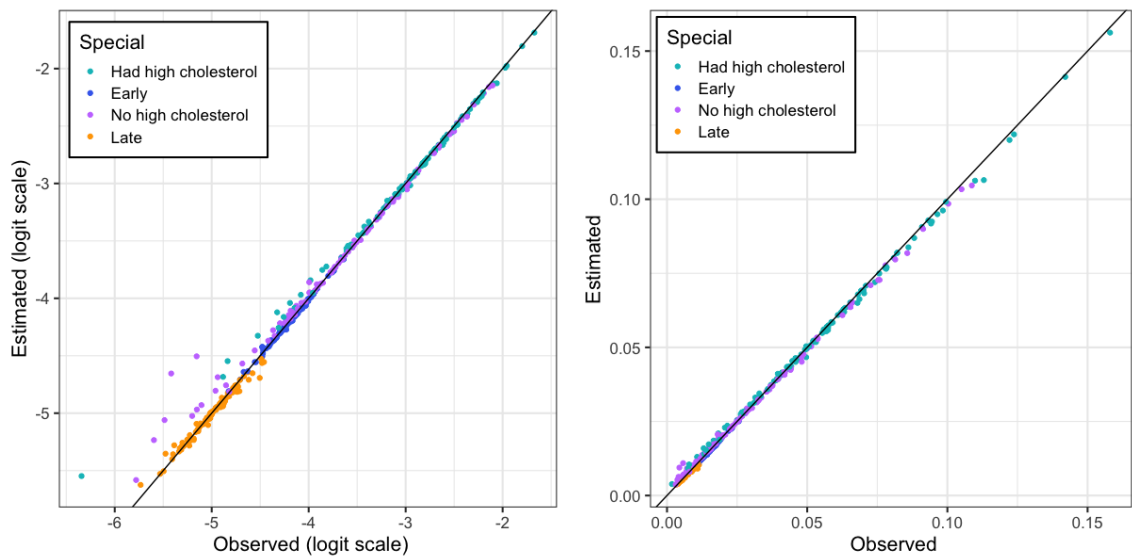 Special
Had high cholesterol
Early
No high cholesterol
Late
Estimated (logit scale)
-2
-3
-4
-5
-6
-5
-4
-3
-2
Observed (logit scale)
Special
Had high cholesterol
Early
No high cholesterol
Late
Estimated
0.15
0.10
0.05
0.00
0.00
0.05
0.10
0.15
Observed